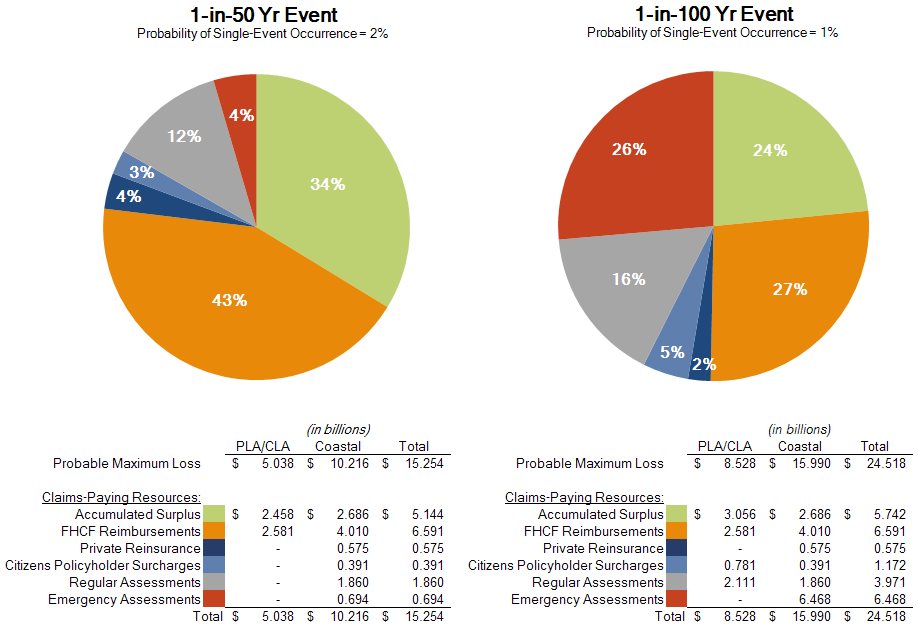 1-in-50 Yr Event
Probability of Single-Event Occurrence = 2%
4%
12%
3%
34%
4%
43%
(in billions)
PLA/CLA Coastal Total
Probable Maximum Loss $ 5.038 $ 10.216 $ 15.254
Claims-Paying Resources:
Accumulated Surplus $ 2.458 $ 2.686 $ 5.144
FHCF Reimbursements 2.581 4.010 6.591
Private Reinsurance - 0.575 0.575
Citizens Policyholder Surcharges - 0.391 0.391
Regular Assessments - 1.860 1.860
Emergency Assessments - 0.694 0.694
Total $ 5.038 $ 10.216 $ 15.254
1-in-100 Yr Event
Probability of Single-Event Occurrence = 1%
26%
24%
16%
27%
5%
2%
(in billions)
PLA/CLA Coastal Total
Probable Maximum Loss $ 8.528 $ 15.990 $ 24.518
Claims-Paying Resources:
Accumulated Surplus $ 3.056 $ 2.686 $ 5.742
FHCF Reimbursements 2.581 4.010 6.591
Private Reinsurance - 0.575 0.575
Citizens Policyholder Surcharges 0.781 0.391 1.172
Regular Assessments 2.111 1.860 3.971
Emergency Assessments - 6.468 6.468
Total $ 8.528 $ 15.990 $ 24.518